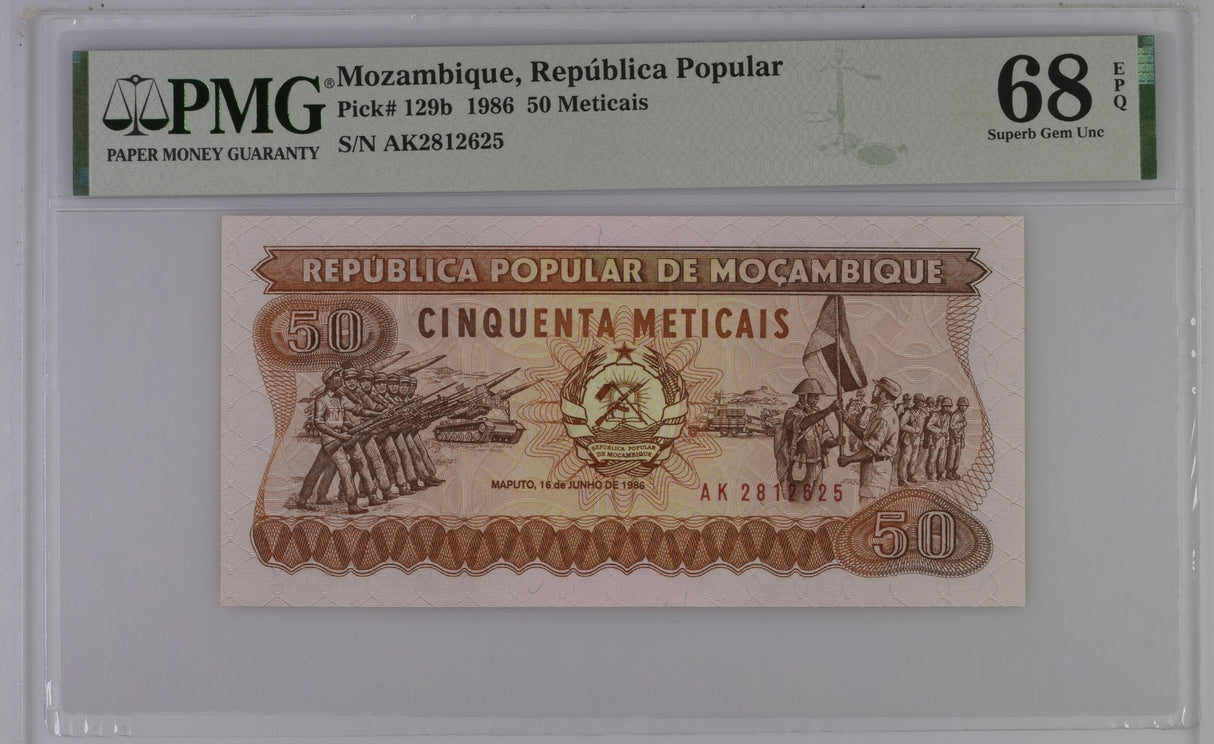 PMG®
PAPER MONEY GUARANTY
Mozambique, República Popular
Pick# 129b 1986 50 Meticais
S/N AK2812625
68 EPQ
Superb Gem Unc
REPÚBLICA POPULAR DE MOÇAMBIQUE
50
CINQUENTA METICAIS
REPÚBLICA POPULAR
DE MOÇAMBIQUE
MAPUTO, 16 de JUNHO DE 1986
AK 2812625
50